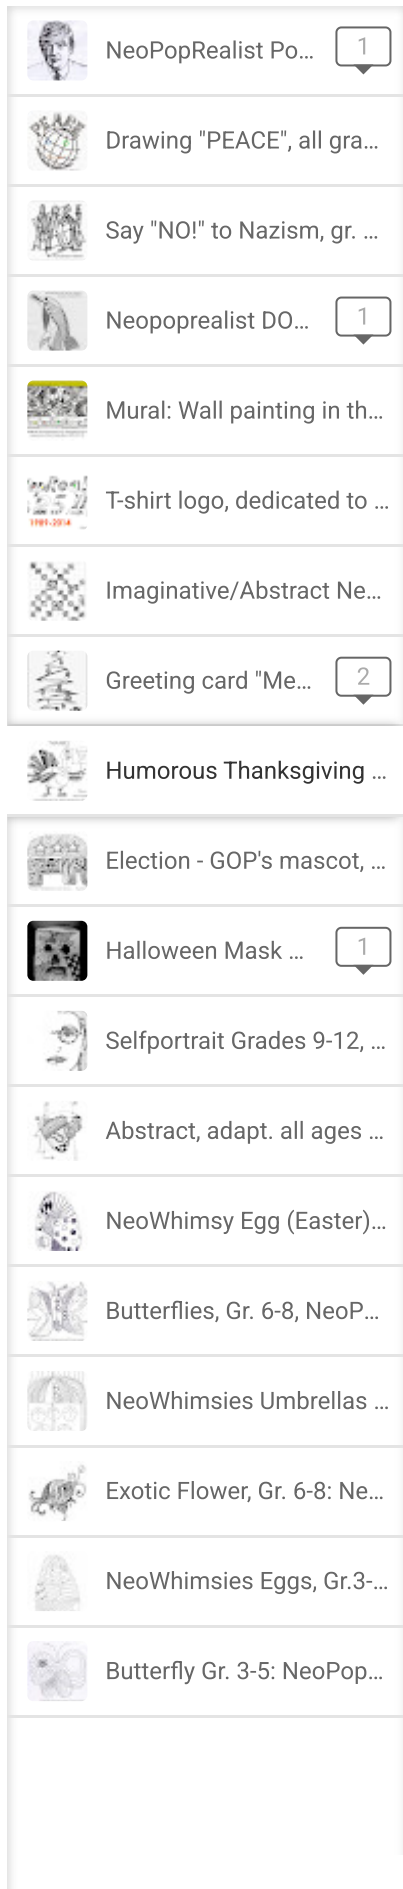 NeoPopRealist Po...
1
Drawing "PEACE", all gra...
Say "NO!" to Nazism, gr. ...
Neopoprealist DO...
1
Mural: Wall painting in th...
T-shirt logo, dedicated to ...
1989-2014
Imaginative/Abstract Ne...
Greeting card "Me...
2
Humorous Thanksgiving ...
Election - GOP's mascot, ...
Halloween Mask ...
1
Selfportrait Grades 9-12, ...
Abstract, adapt. all ages ...
NeoWhimsy Egg (Easter)...
Butterflies, Gr. 6-8, NeoP...
NeoWhimsies Umbrellas ...
Exotic Flower, Gr. 6-8: Ne...
NeoWhimsies Eggs, Gr.3-...
Butterfly Gr. 3-5: NeoPop...